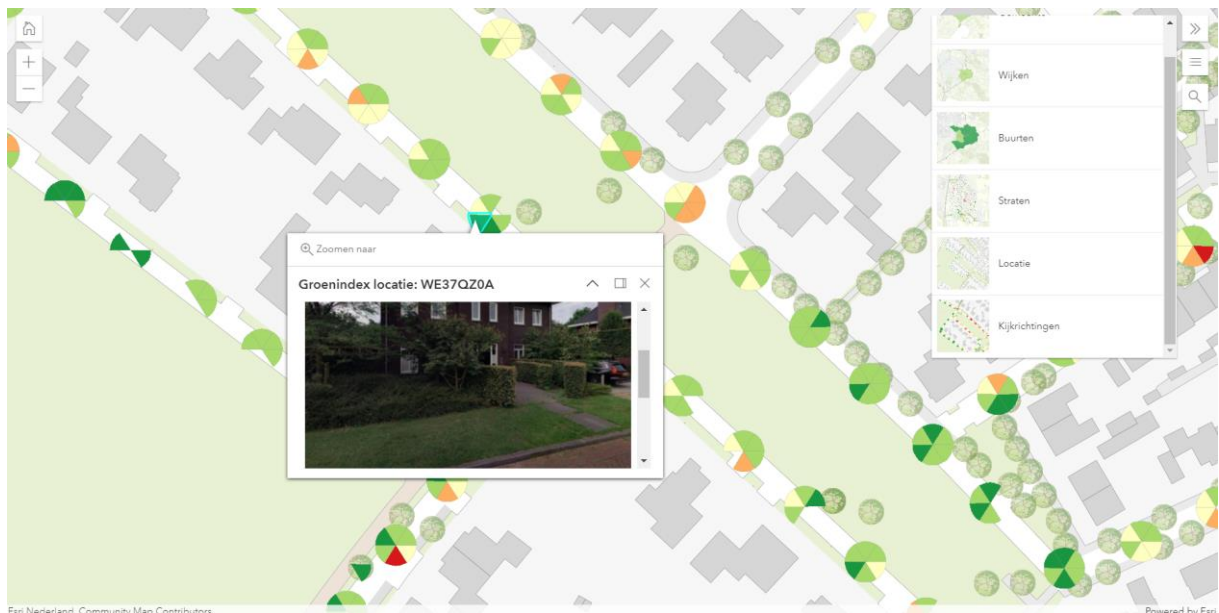 Zoomen naar
Groenindex locatie: WE37QZ0A
Wijken
Buurten
Straten
Locatie
Kijkrichtingen
Esri Nederland, Community Map Contributors
Powered by Esri